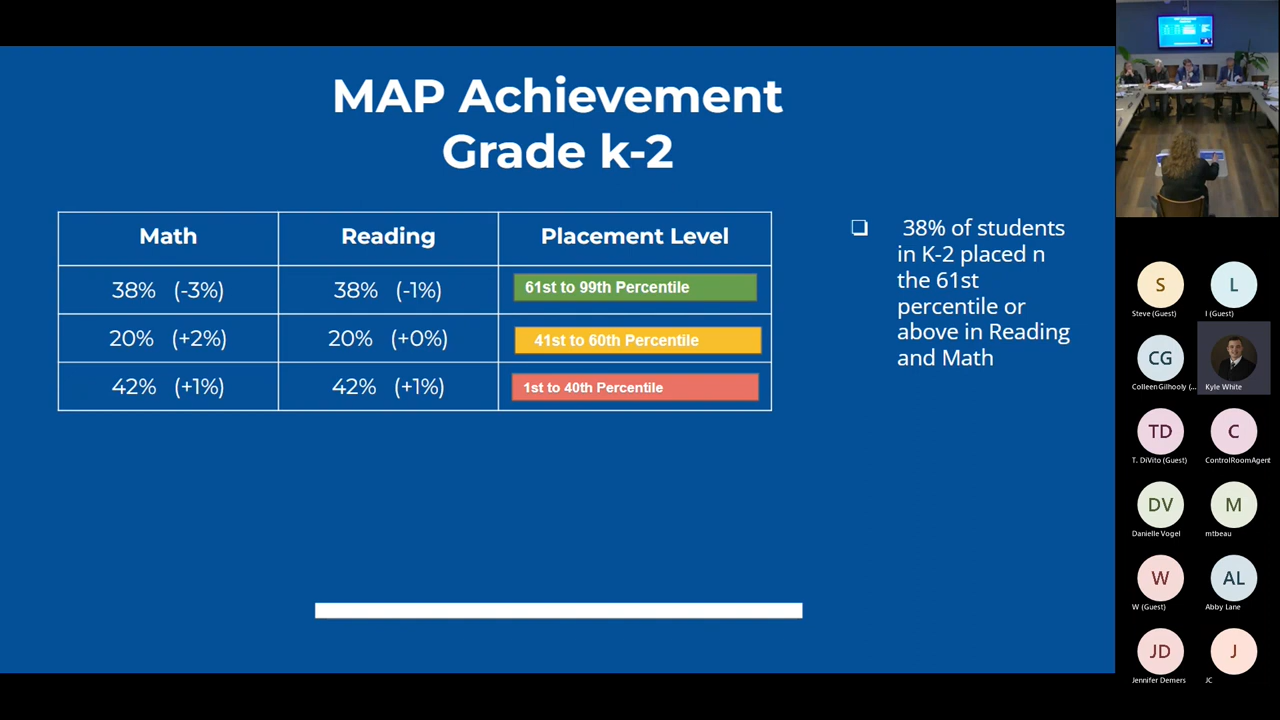 MAP Achievement
Grade k-2
Math Reading Placement Level
38% (-3%) 38% (-1%) 61st to 99th Percentile
20% (+2%) 20% (+0%) 41st to 60th Percentile
42% (+1%) 42% (+1%) 1st to 40th Percentile
❏ 38% of students
in K-2 placed n
the 61st
percentile or
above in Reading
and Math
S L
Steve (Guest) l (Guest)
CG
Colleen Gilhooly (... Kyle White
TD C
T. DiVito (Guest) ControlRoomAgent
DV M
Danielle Vogel mtbeau
W AL
W (Guest) Abby Lane
JD J
Jennifer Demers JC